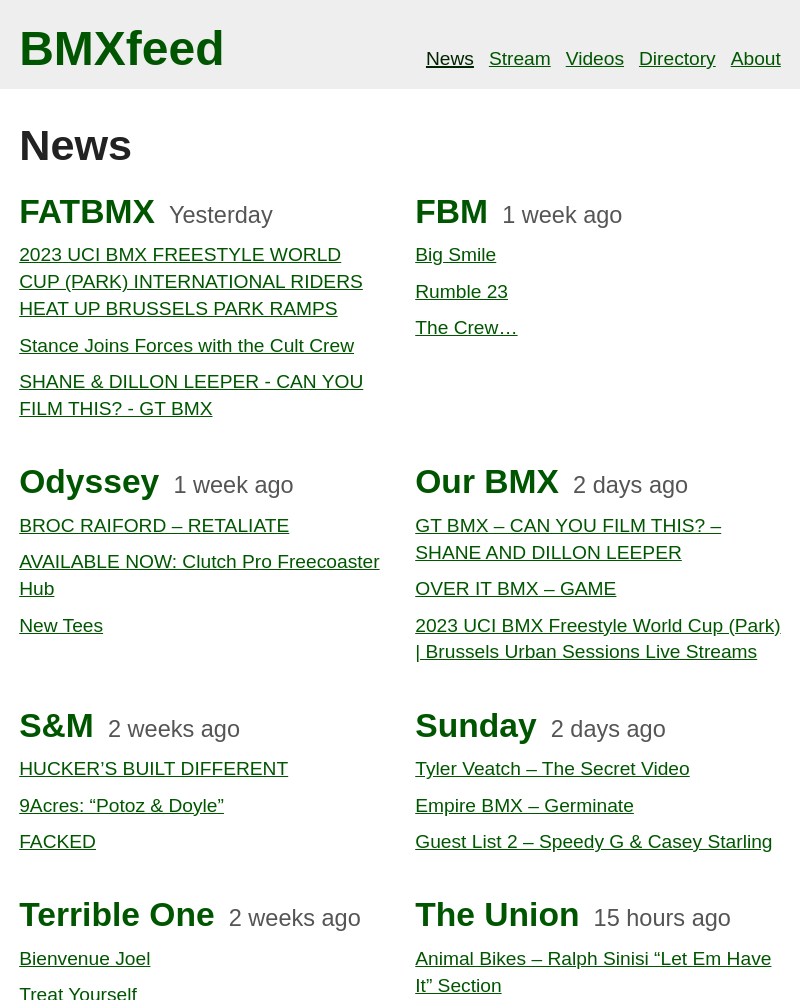 BMXfeed
News Stream Videos Directory About
News
FATBMX Yesterday
2023 UCI BMX FREESTYLE WORLD
CUP (PARK) INTERNATIONAL RIDERS
HEAT UP BRUSSELS PARK RAMPS
Stance Joins Forces with the Cult Crew
SHANE & DILLON LEEPER - CAN YOU
FILM THIS? - GT BMX
FBM 1 week ago
Big Smile
Rumble 23
The Crew…
Odyssey 1 week ago
BROC RAIFORD – RETALIATE
AVAILABLE NOW: Clutch Pro Freecoaster
Hub
New Tees
Our BMX 2 days ago
GT BMX – CAN YOU FILM THIS? –
SHANE AND DILLON LEEPER
OVER IT BMX – GAME
2023 UCI BMX Freestyle World Cup (Park)
| Brussels Urban Sessions Live Streams
S&M 2 weeks ago
HUCKER’S BUILT DIFFERENT
9Acres: “Potoz & Doyle”
FACKED
Sunday 2 days ago
Tyler Veatch – The Secret Video
Empire BMX – Germinate
Guest List 2 – Speedy G & Casey Starling
Terrible One 2 weeks ago
Bienvenue Joel
Treat Yourself
The Union 15 hours ago
Animal Bikes – Ralph Sinisi “Let Em Have
It” Section